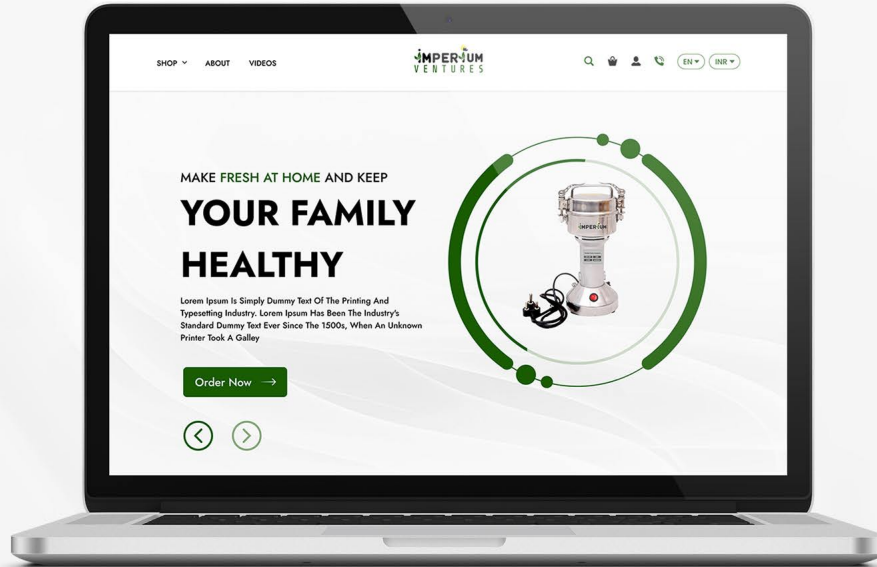 SHOP
ABOUT
VIDEOS
IMPERIUM
VENTURES
EN
INR
MAKE FRESH AT HOME AND KEEP
YOUR FAMILY
HEALTHY
Lorem Ipsum Is Simply Dummy Text Of The Printing And
Typesetting Industry. Lorem Ipsum Has Been The Industry's
Standard Dummy Text Ever Since The 1500s, When An Unknown
Printer Took A Galley
IMPERIUM
Order Now